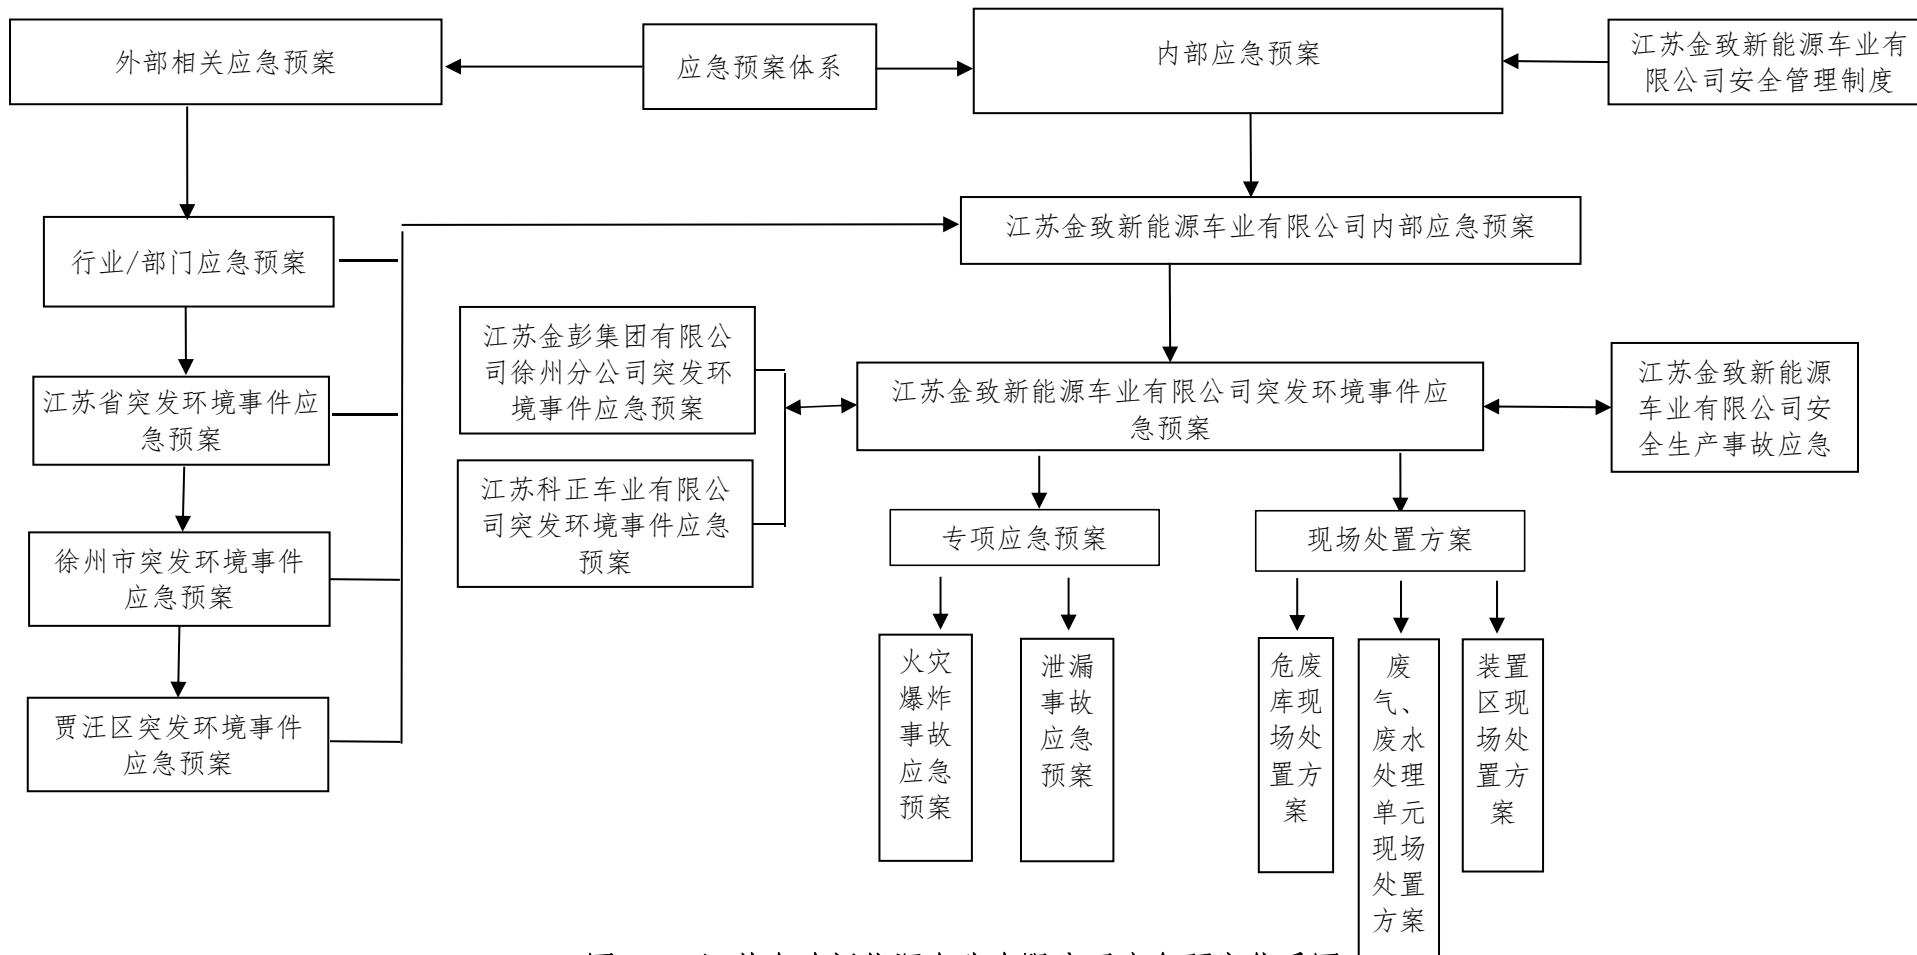 外部相关应急预案
应急预案体系
内部应急预案
江苏金致新能源车业有
限公司安全管理制度
行业/部门应急预案
江苏金致新能源车业有限公司内部应急预案
江苏金彭集团有限公
司徐州分公司突发环
境事件应急预案
江苏金致新能源车业有限公司突发环境事件应
急预案
江苏金致新能源
车业有限公司安
全生产事故应急
江苏省突发环境事件应
急预案
江苏科正车业有限公
司突发环境事件应急
预案
专项应急预案
现场处置方案
徐州市突发环境事件
应急预案
贾汪区突发环境事件
应急预案
火灾
爆炸
事故
应急
预案
泄漏
事故
应急
预案
危废
库现
场处
置方
案
废
气、
废水
处理
单元
现场
处置
方案
装置
区现
场处
置方
案